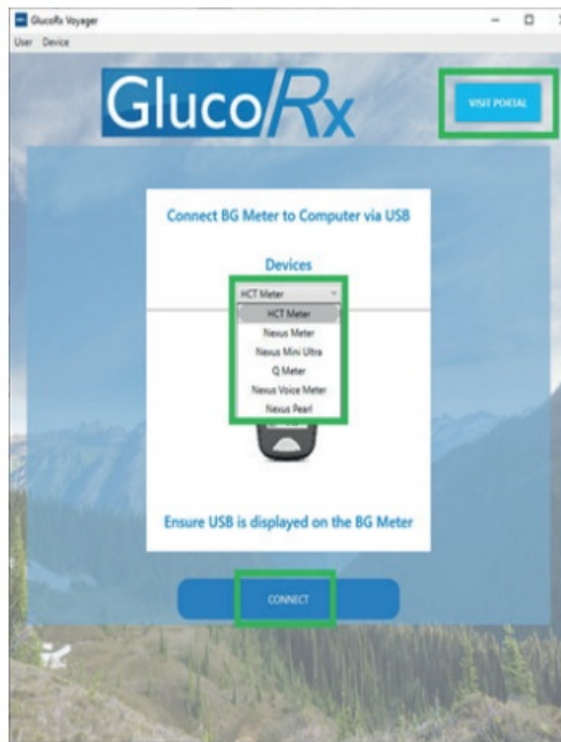 GlucoRx Voyager
User Device
GlucoRx
VISIT PORTAL
Connect BG Meter to Computer via USB
Devices
HCT Meter
HCT Meter
Nexus Meter
Nexus Mini Ultra
Q Meter
Nexus Voice Meter
Nexus Pearl
Ensure USB is displayed on the BG Meter
CONNECT